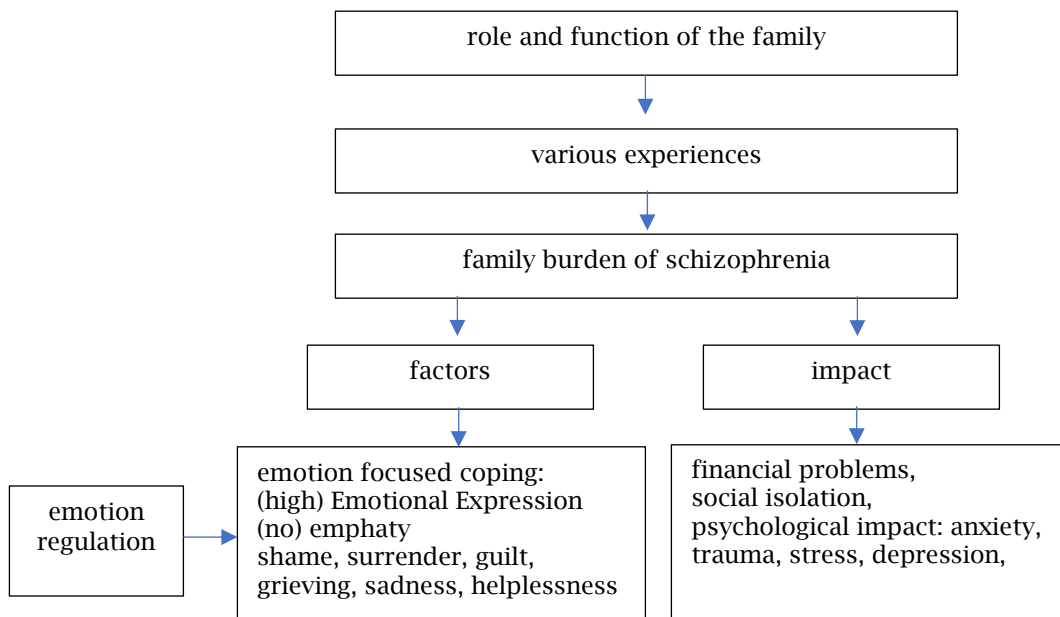 role and function of the family
various experiences
family burden of schizophrenia
factors
impact
emotion
regulation
emotion focused coping:
(high) Emotional Expression
(no) emphaty
shame, surrender, guilt,
grieving, sadness, helplessness
financial problems,
social isolation,
psychological impact: anxiety,
trauma, stress, depression,